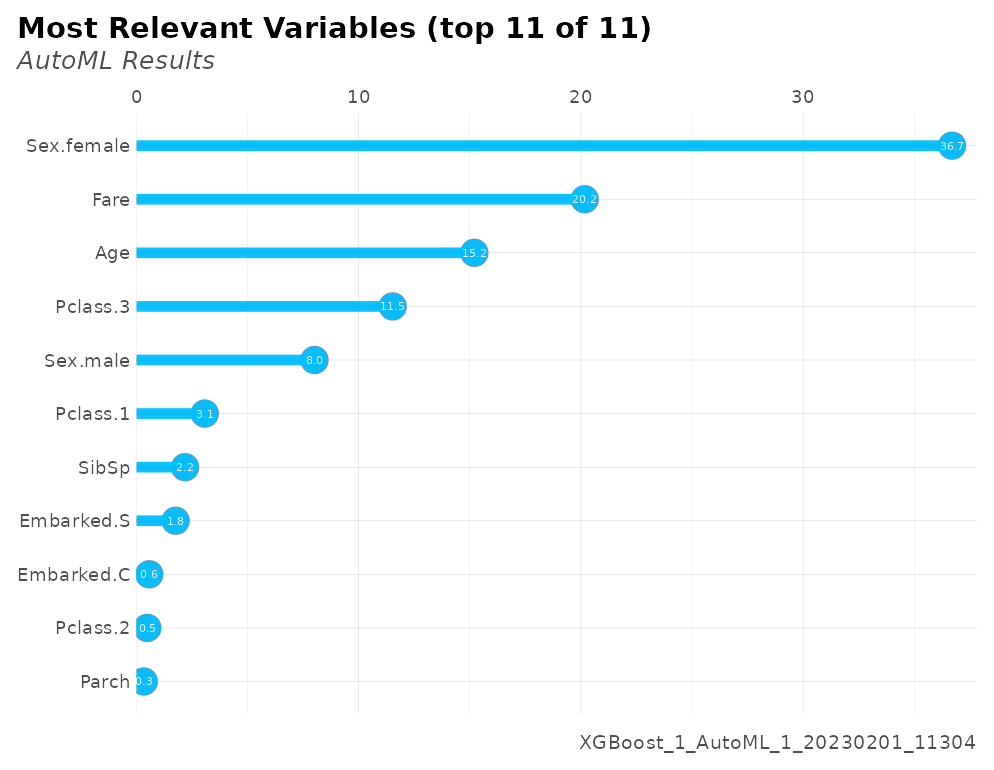 Most Relevant Variables (top 11 of 11)
AutoML Results
0 10 20 30
Sex.female 36.7
Fare 20.2
Age 15.2
Pclass.3 11.5
Sex.male 8.0
Pclass.1 3.1
SibSp 2.2
Embarked.S 1.8
Embarked.C 0.6
Pclass.2 0.5
Parch 0.3
XGBoost_1_AutoML_1_20230201_11304